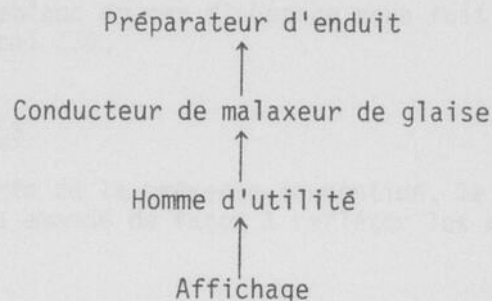 Préparateur d'enduit
Conducteur de malaxeur de glaise
Homme d'utilité
Affichage